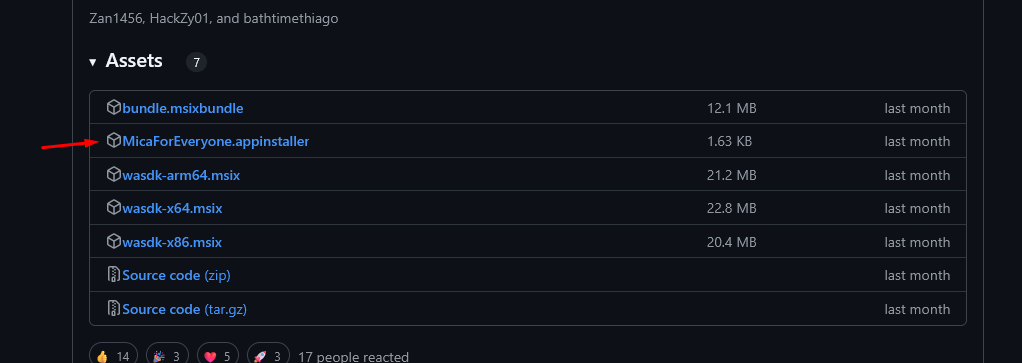 Zan1456, HackZy01, and bathtimethiago
▾ Assets 7
bundle.msixbundle 12.1 MB last month
MicaForEveryone.appinstaller 1.63 KB last month
wasdk-arm64.msix 21.2 MB last month
wasdk-x64.msix 22.8 MB last month
wasdk-x86.msix 20.4 MB last month
Source code (zip) last month
Source code (tar.gz) last month
👍 14 🎉 3 ❤️ 5 🚀 3 17 people reacted